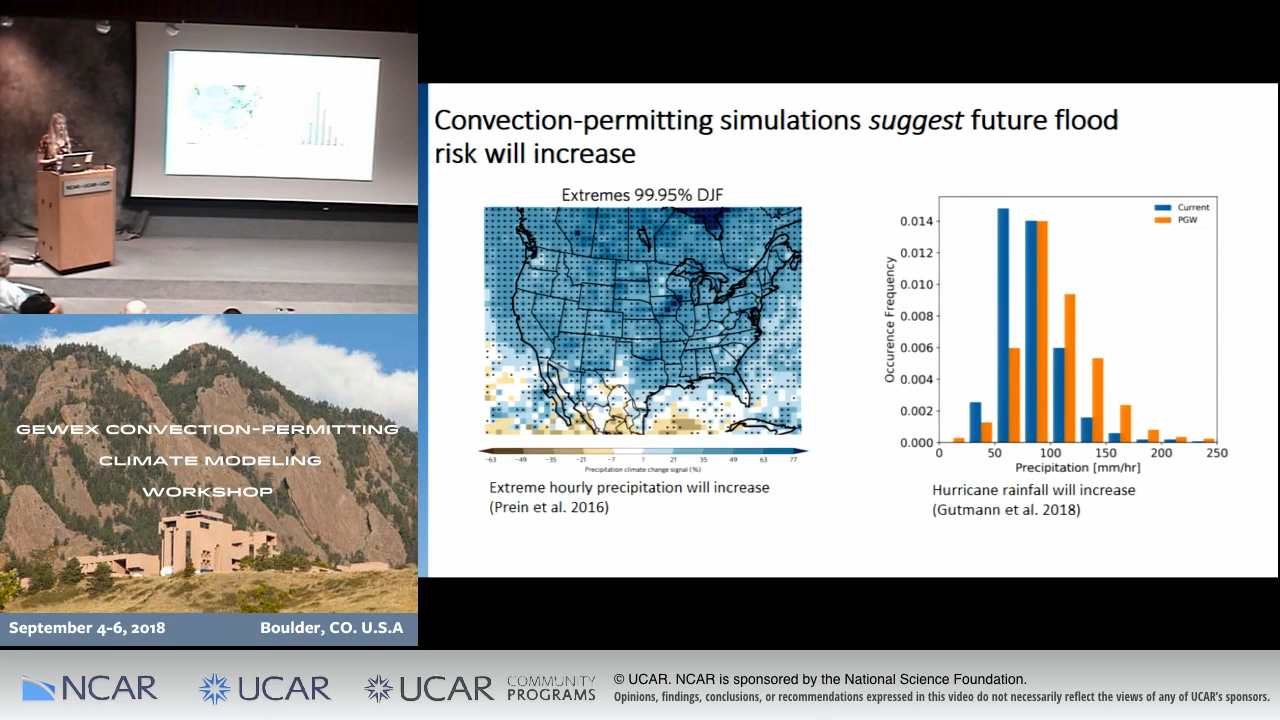 NCAR-UCAR-UCP
GEWEX CONVECTION-PERMITTING
CLIMATE MODELING
WORKSHOP
September 4-6, 2018
Boulder, CO. U.S.A
Convection-permitting simulations suggest future flood
risk will increase
Extremes 99.95% DJF
-63 -49 -35 -21 -7 1 21 35 49 63 77
Precipitation climate change signal (%)
Extreme hourly precipitation will increase
(Prein et al. 2016)
Current
PGW
0.014
0.012
0.010
0.008
0.006
0.004
0.002
0.000
Occurence Frequency
0 50 100 150 200 250
Precipitation [mm/hr]
Hurricane rainfall will increase
(Gutmann et al. 2018)
NCAR
UCAR
UCAR
COMMUNITY
PROGRAMS
© UCAR. NCAR is sponsored by the National Science Foundation.
Opinions, findings, conclusions, or recommendations expressed in this video do not necessarily reflect the views of any of UCAR's sponsors.